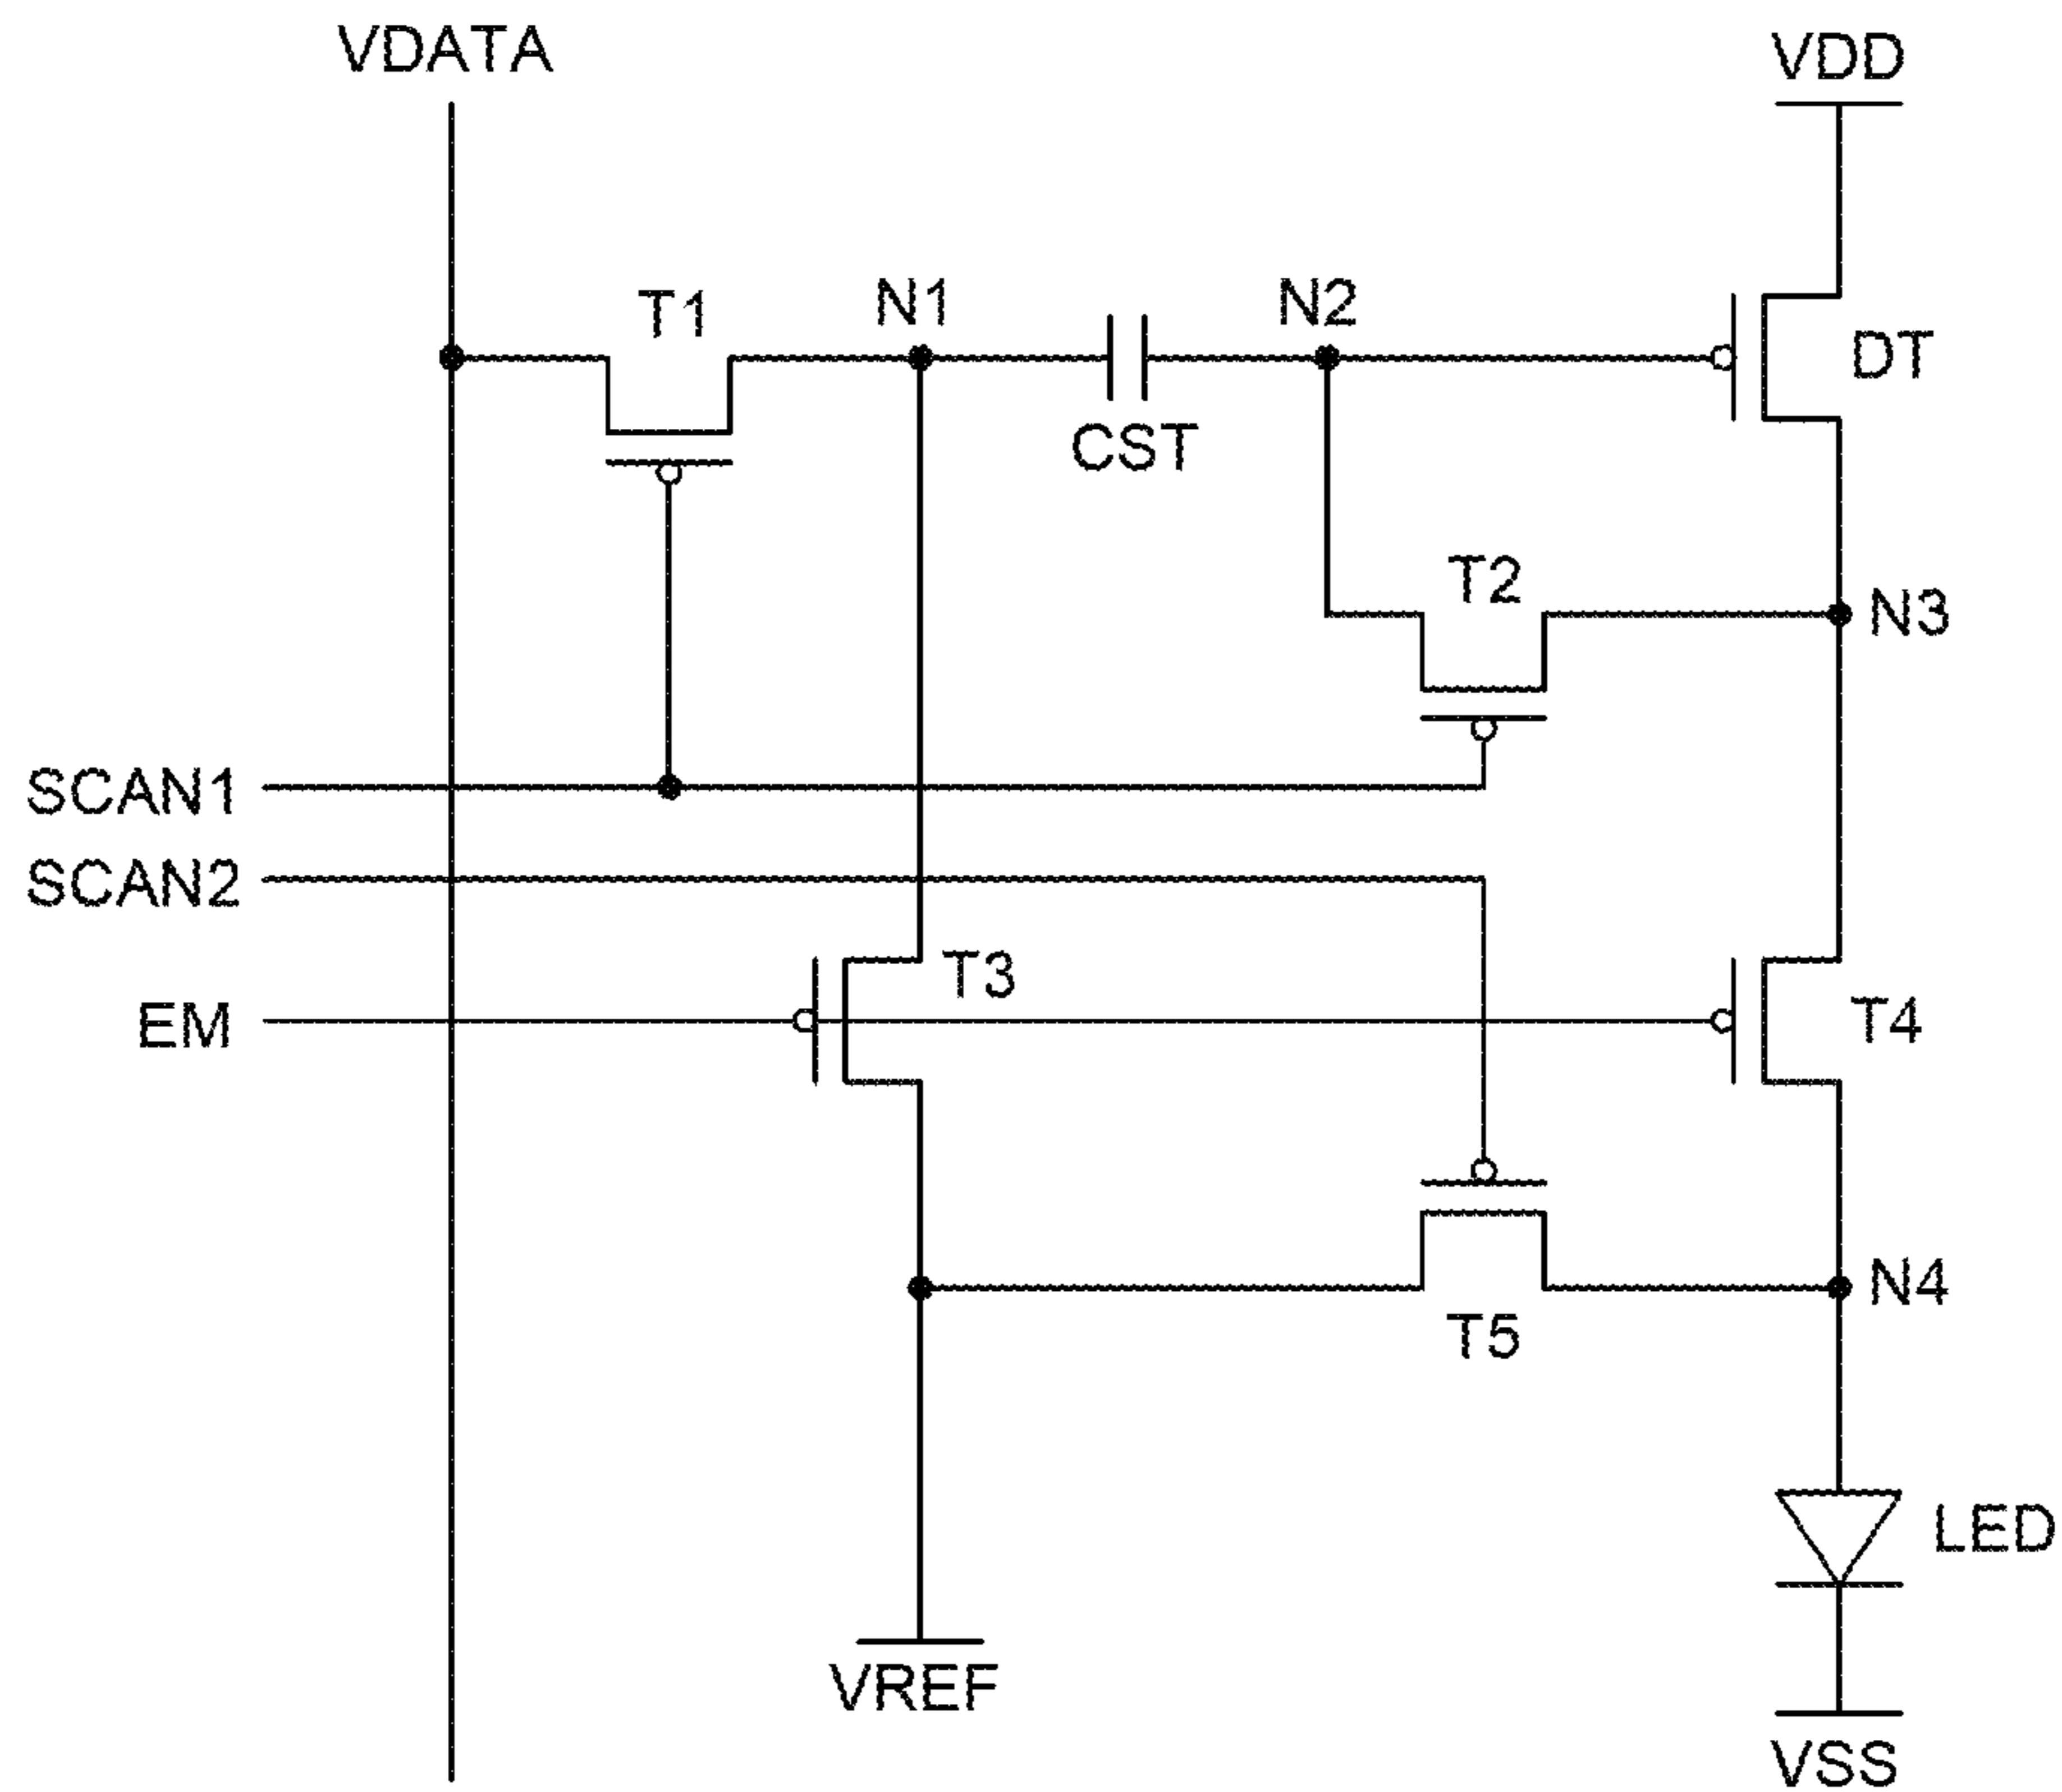 VDATA
VDD
T1
N1
N2
DT
CST
T2
N3
SCAN1
SCAN2
T3
EM
T4
N4
T5
LED
VREF
VSS